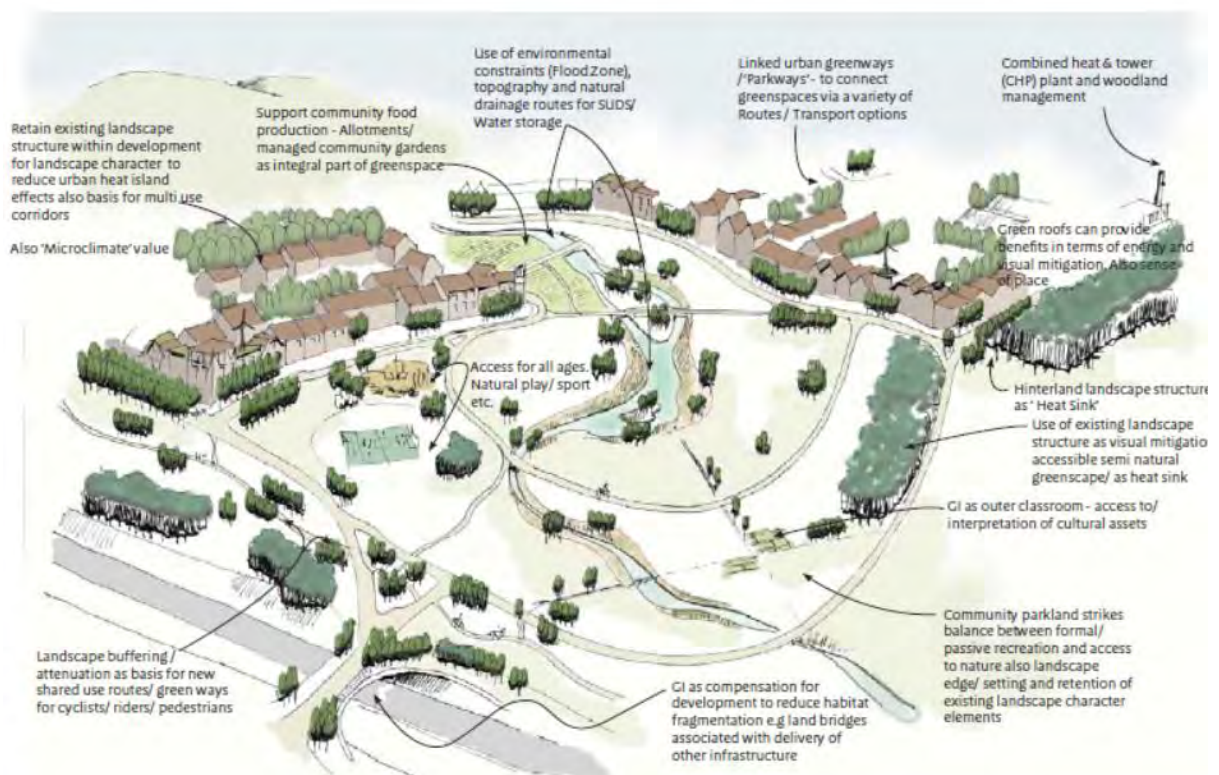 Use of environmental
constraints (Flood Zone),
topography and natural
drainage routes for SUDS/
Water storage
Linked urban greenways
/'Parkways'- to connect
greenspaces via a variety of
Routes / Transport options
Combined heat & tower
(CHP) plant and woodland
management
Support community food
production - Allotments/
managed community gardens
as integral part of greenspace
Retain existing landscape
structure within development
for landscape character to
reduce urban heat island
effects also basis for multi use
corridors
Also 'Microclimate' value
Green roofs can provide
benefits in terms of energy and
visual mitigation. Also sense
of place
Access for all ages.
Natural play/ sport
etc.
Hinterland landscape structure
as ' Heat Sink'
Use of existing landscape
structure as visual mitigatio
accessible semi natural
greenscape/ as heat sink
GI as outer classroom - access to/
interpretation of cultural assets
Community parkland strikes
balance between formal/
passive recreation and access
to nature also landscape
edge/ setting and retention of
existing landscape character
elements
Landscape buffering /
attenuation as basis for new
shared use routes/ green ways
for cyclists/ riders/ pedestrians
GI as compensation for
development to reduce habitat
fragmentation e.g land bridges
associated with delivery of
other infrastructure